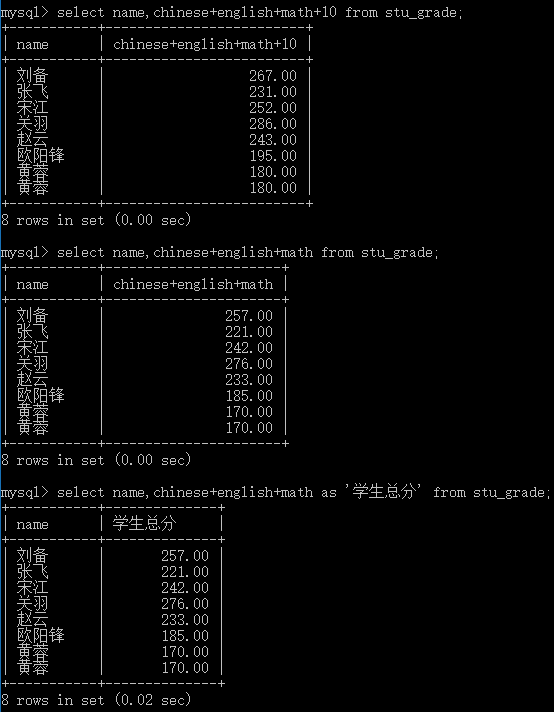 mysql> select name,chinese+english+math+10 from stu_grade;
+-----------+-------------------------+
| name      | chinese+english+math+10 |
+-----------+-------------------------+
| 刘备      |                  267.00 |
| 张飞      |                  231.00 |
| 宋江      |                  252.00 |
| 关羽      |                  286.00 |
| 赵云      |                  243.00 |
| 欧阳锋    |                  195.00 |
| 黄蓉      |                  180.00 |
| 黄蓉      |                  180.00 |
+-----------+-------------------------+
8 rows in set (0.00 sec)
mysql> select name,chinese+english+math from stu_grade;
+-----------+----------------------+
| name      | chinese+english+math |
+-----------+----------------------+
| 刘备      |               257.00 |
| 张飞      |               221.00 |
| 宋江      |               242.00 |
| 关羽      |               276.00 |
| 赵云      |               233.00 |
| 欧阳锋    |               185.00 |
| 黄蓉      |               170.00 |
| 黄蓉      |               170.00 |
+-----------+----------------------+
8 rows in set (0.00 sec)
mysql> select name,chinese+english+math as '学生总分' from stu_grade;
+-----------+--------------+
| name      | 学生总分     |
+-----------+--------------+
| 刘备      |       257.00 |
| 张飞      |       221.00 |
| 宋江      |       242.00 |
| 关羽      |       276.00 |
| 赵云      |       233.00 |
| 欧阳锋    |       185.00 |
| 黄蓉      |       170.00 |
| 黄蓉      |       170.00 |
+-----------+--------------+
8 rows in set (0.02 sec)